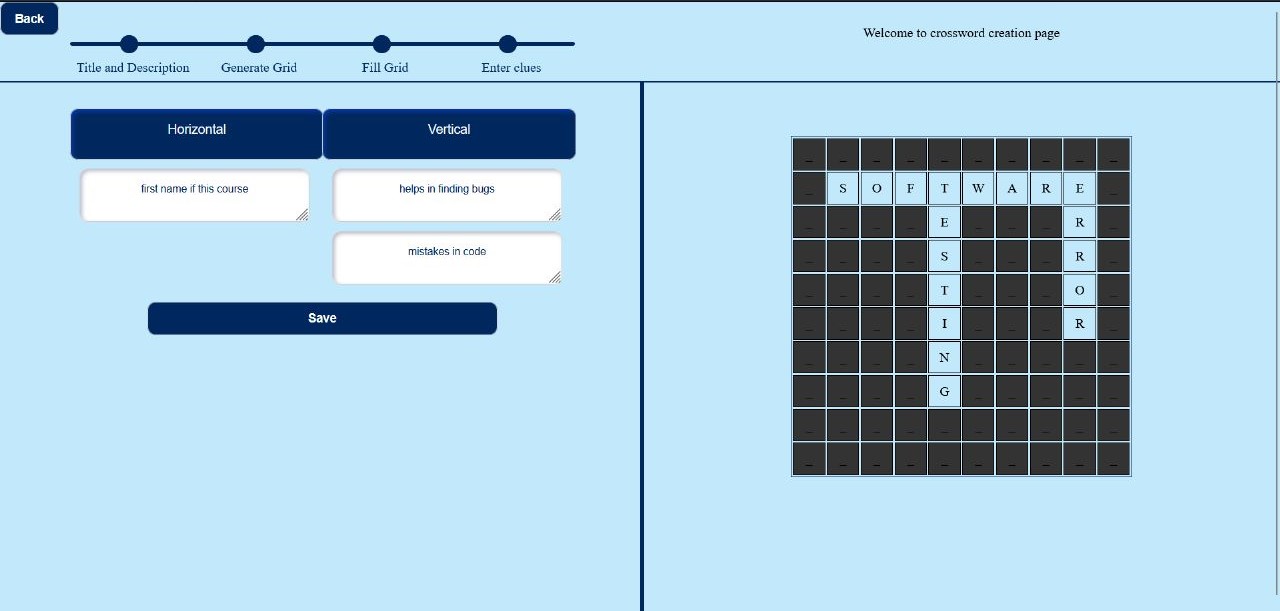 Back
Welcome to crossword creation page
Title and Description Generate Grid Fill Grid Enter clues
Horizontal Vertical
first name if this course helps in finding bugs
mistakes in code
Save
_ _ _ _ _ _ _ _ _ _
_ S O F T W A R E _
_ _ _ _ E _ _ _ R _
_ _ _ _ S _ _ _ R _
_ _ _ _ T _ _ _ O _
_ _ _ _ I _ _ _ R _
_ _ _ _ N _ _ _ _ _
_ _ _ _ G _ _ _ _ _
_ _ _ _ _ _ _ _ _ _
_ _ _ _ _ _ _ _ _ _